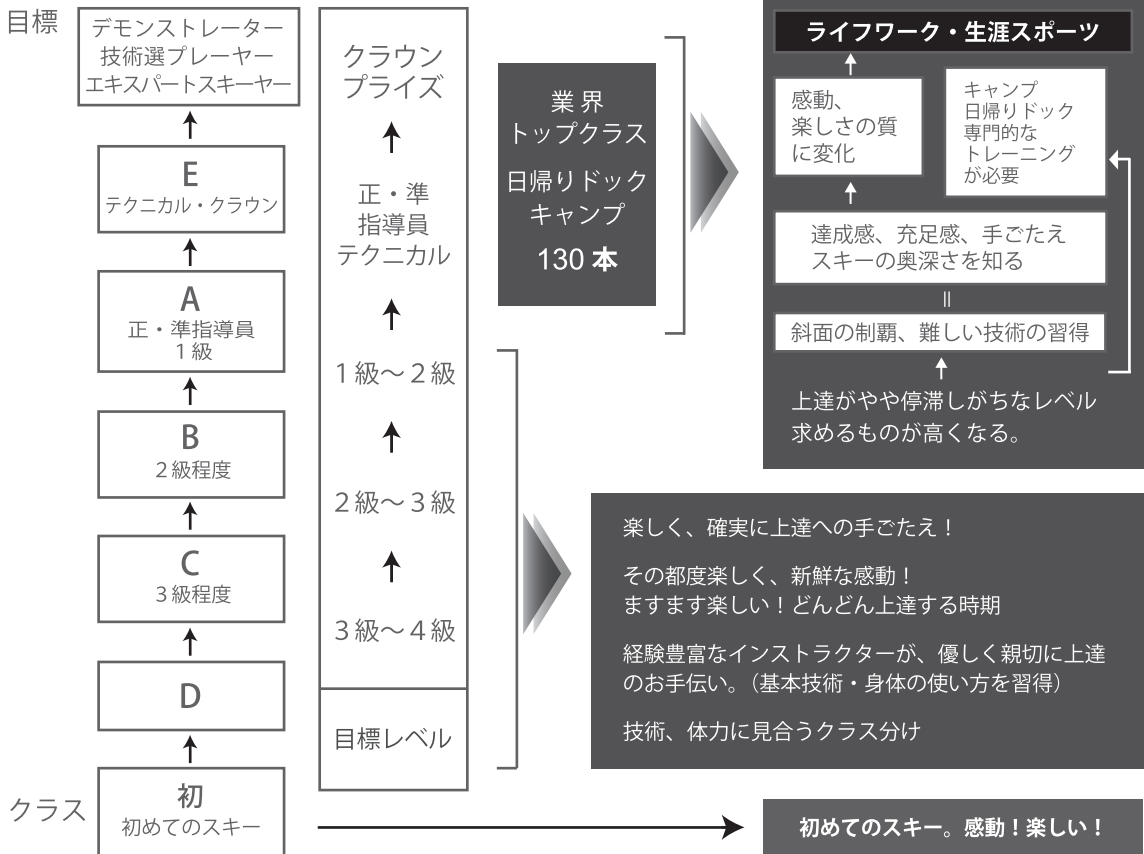 目標
デモンストレーター
技術選プレーヤー
エキスパートスキーヤー
E
テクニカル・クラウン
A
正・準指導員
1級
B
2級程度
C
3級程度
D
クラス
初
初めてのスキー
クラウン
プライズ
正・準
指導員
テクニカル
1級～2級
2級～3級
3級～4級
目標レベル
業界
トップクラス
日帰りドック
キャンプ
130 本
ライフワーク・生涯スポーツ
感動、
楽しさの質
に変化
キャンプ
日帰りドック
専門的な
トレーニング
が必要
達成感、充足感、手ごたえ
スキーの奥深さを知る
＝
斜面の制覇、難しい技術の習得
上達がやや停滞しがちなレベル
求めるものが高くなる。
楽しく、確実に上達への手ごたえ！
その都度楽しく、新鮮な感動！
ますます楽しい！どんどん上達する時期
経験豊富なインストラクターが、優しく親切に上達
のお手伝い。（基本技術・身体の使い方を習得）
技術、体力に見合うクラス分け
初めてのスキー。感動！楽しい！